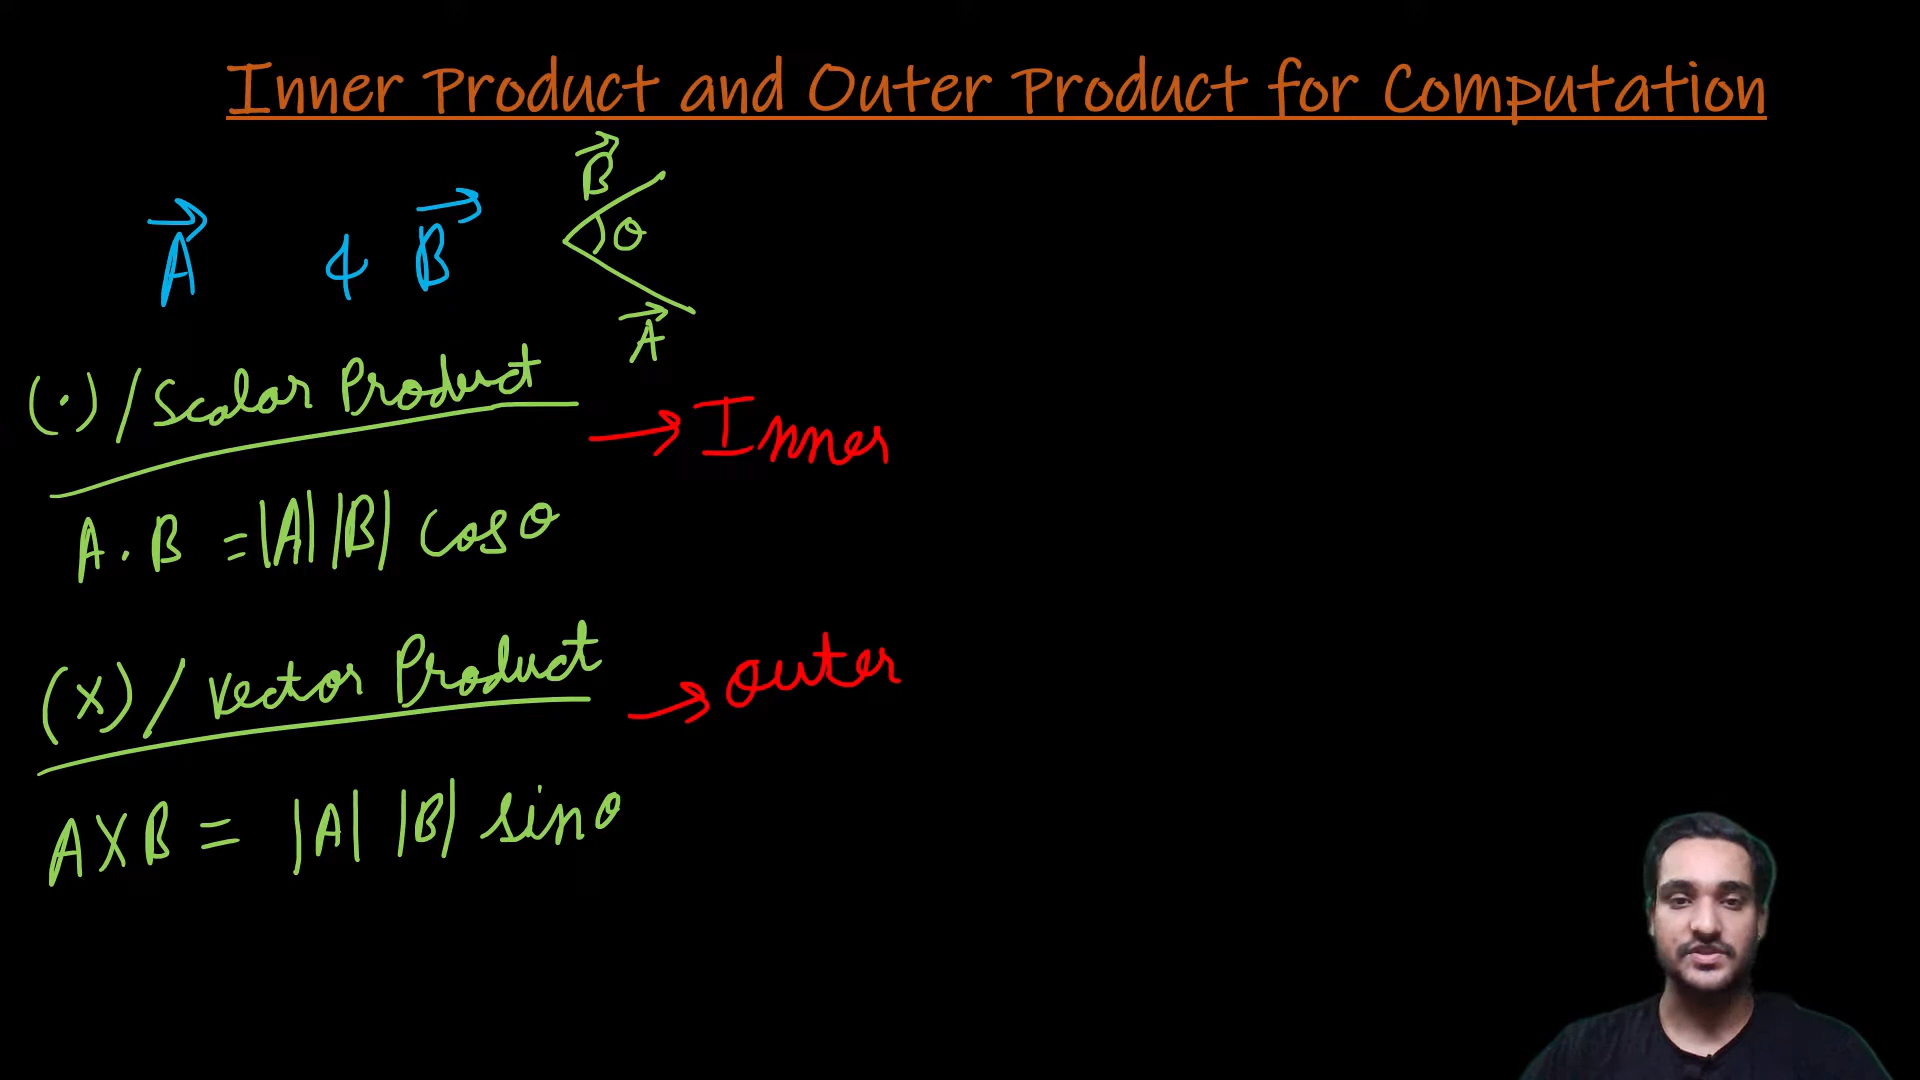 Inner Product and Outer Product for Computation
A⃗ & B⃗
B⃗
θ
A⃗
(·) / Scalar Product
→ Inner
A · B = |A| |B| cos θ
(X) / Vector Product
→ outer
A X B = |A| |B| sin θ